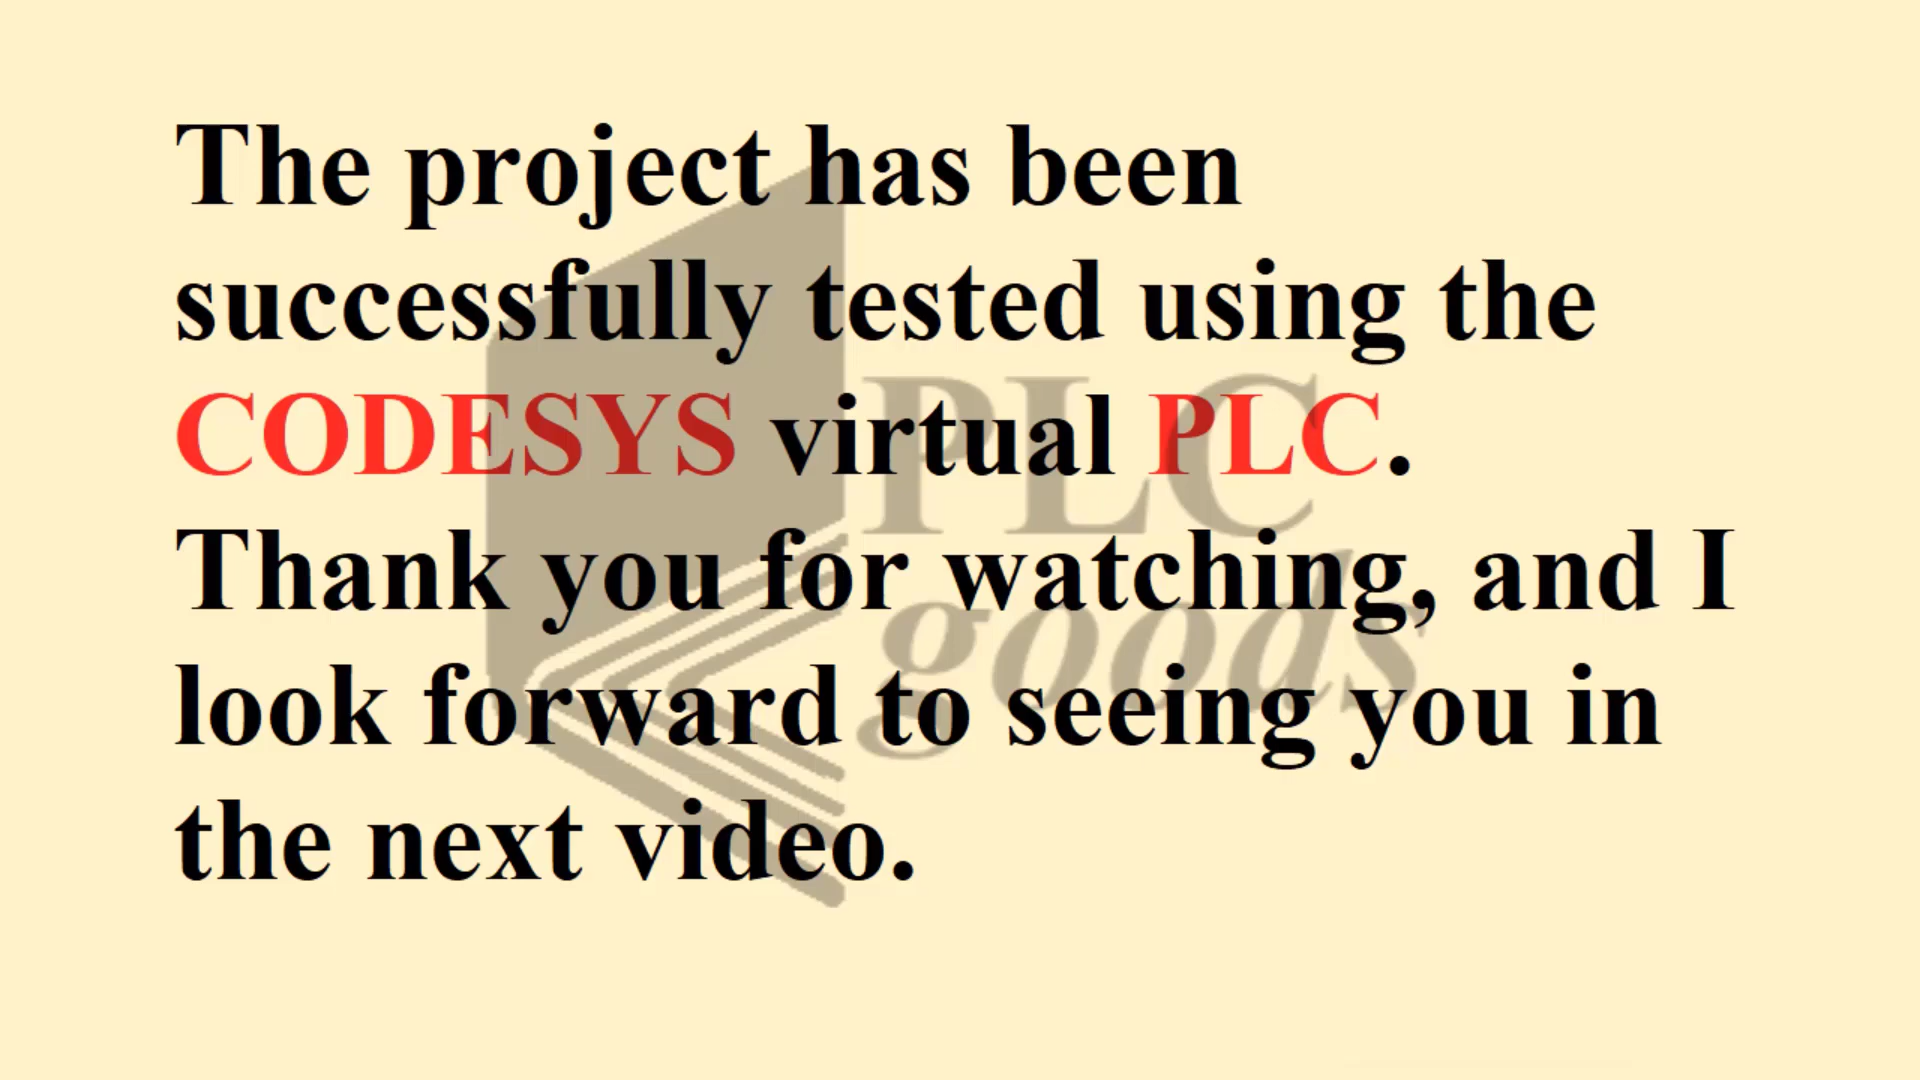 The project has been
successfully tested using the
CODESYS virtual PLC.
Thank you for watching, and I
look forward to seeing you in
the next video.
PLC
goods